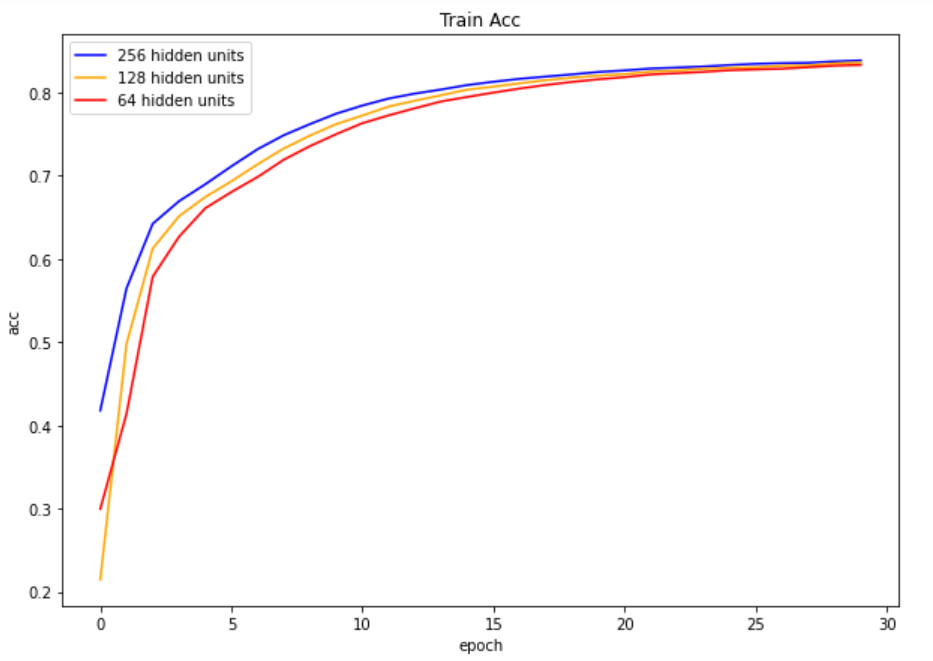 Train Acc
256 hidden units
128 hidden units
64 hidden units
acc
0.8
0.7
0.6
0.5
0.4
0.3
0.2
0 5 10 15 20 25 30
epoch